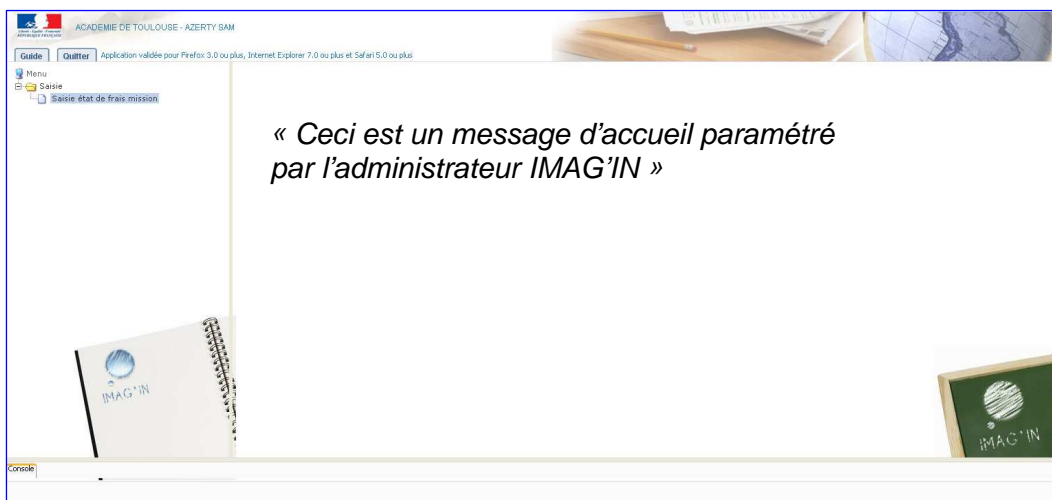 ACADEMIE DE TOULOUSE - AZERTY SAM
Guide
Quitter
Application validée pour Firefox 3.0 ou plus, Internet Explorer 7.0 ou plus et Safari 5.0 ou plus
Menu
Saisie
Saisie état de frais mission
« Ceci est un message d’accueil paramétré
par l’administrateur IMAG’IN »
IMAG'IN
IMAG'IN
Console